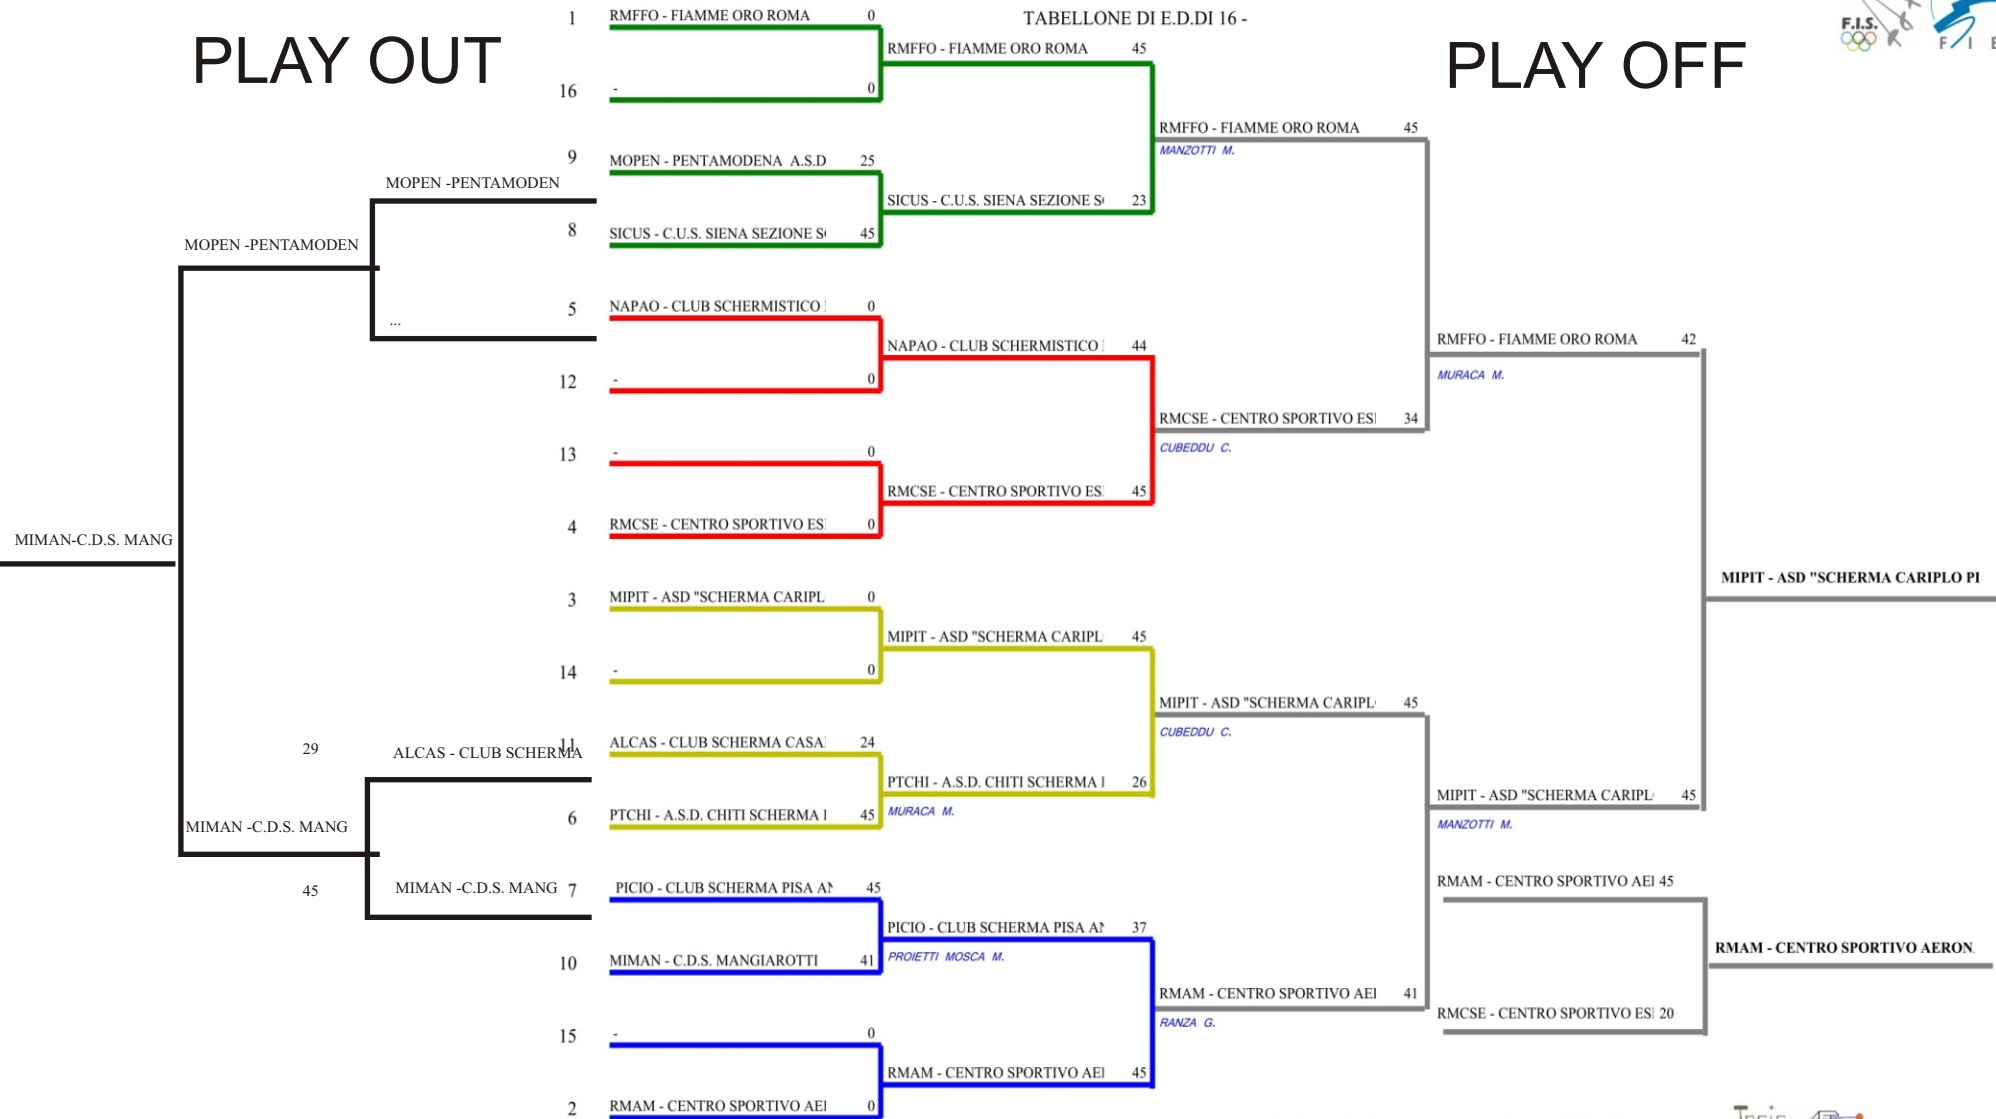 TABELLONE DI E.D.DI 16 -
PLAY OUT
PLAY OFF
F.I.S.
F I E
1 RMFFO - FIAMME ORO ROMA 0
16 - 0
9 MOPEN - PENTAMODENA A.S.D 25
8 SICUS - C.U.S. SIENA SEZIONE S 45
5 NAPAO - CLUB SCHERMISTICO 0
12 - 0
13 - 0
4 RMCSE - CENTRO SPORTIVO ES 0
3 MIPIT - ASD "SCHERMA CARIPL 0
14 - 0
11 ALCAS - CLUB SCHERMA CASA 24
6 PTCHI - A.S.D. CHITI SCHERMA 45
7 PICIO - CLUB SCHERMA PISA AN 45
10 MIMAN - C.D.S. MANGIAROTTI 41
15 - 0
2 RMAM - CENTRO SPORTIVO AE 0
RMFFO - FIAMME ORO ROMA 45
SICUS - C.U.S. SIENA SEZIONE S 23
NAPAO - CLUB SCHERMISTICO 44
RMCSE - CENTRO SPORTIVO ES 45
MIPIT - ASD "SCHERMA CARIPL 45
PTCHI - A.S.D. CHITI SCHERMA 26
MURACA M.
PICIO - CLUB SCHERMA PISA AN 37
PROIETTI MOSCA M.
RMAM - CENTRO SPORTIVO AE 45
RMFFO - FIAMME ORO ROMA 45
MANZOTTI M.
RMCSE - CENTRO SPORTIVO ES 34
CUBEDDU C.
MIPIT - ASD "SCHERMA CARIPL 45
CUBEDDU C.
RMAM - CENTRO SPORTIVO AE 41
RANZA G.
RMFFO - FIAMME ORO ROMA 42
MURACA M.
MIPIT - ASD "SCHERMA CARIPL 45
MANZOTTI M.
RMAM - CENTRO SPORTIVO AE 45
RMCSE - CENTRO SPORTIVO ES 20
MIPIT - ASD "SCHERMA CARIPLO PI
RMAM - CENTRO SPORTIVO AERON.
MOPEN -PENTAMODEN
...
MOPEN -PENTAMODEN
MIMAN-C.D.S. MANG
29
ALCAS - CLUB SCHERMA
MIMAN -C.D.S. MANG
45
MIMAN -C.D.S. MANG